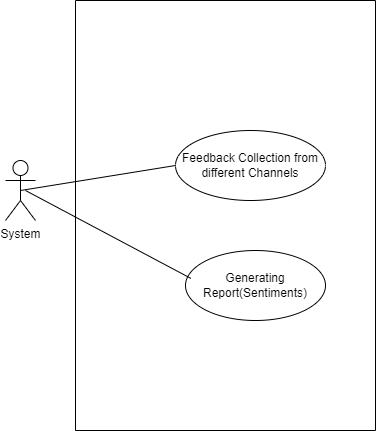 Feedback Collection from
different Channels
System
Generating
Report(Sentiments)